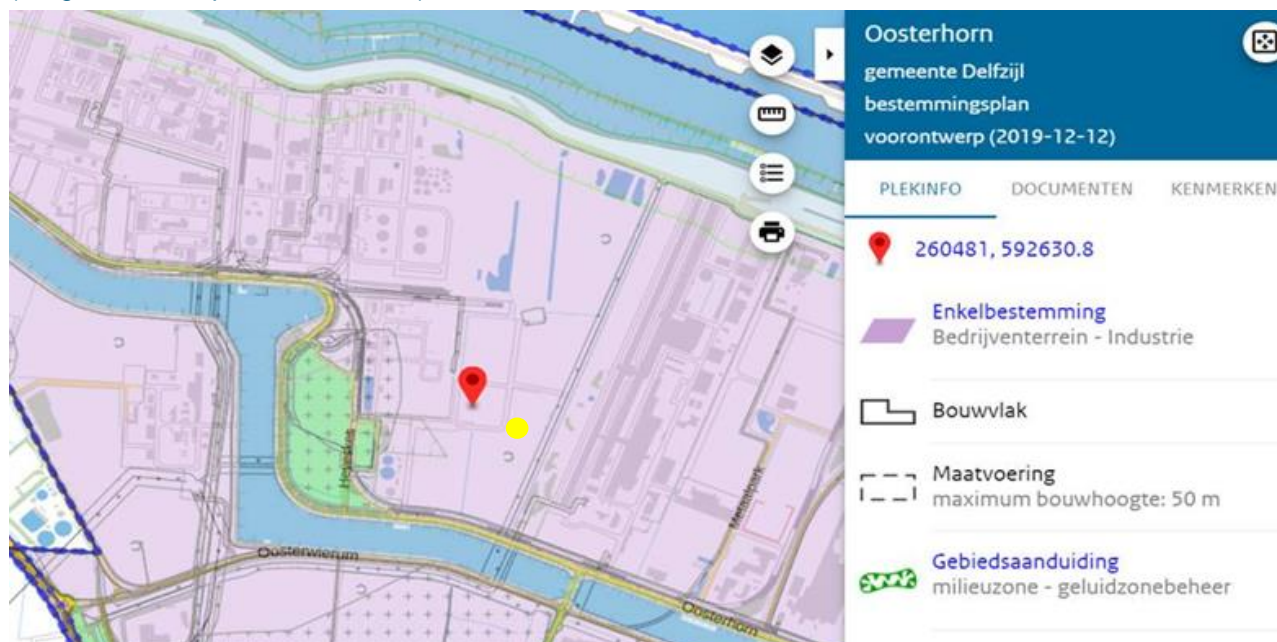 Oosterhorn
gemeente Delfzijl
bestemmingsplan
voorontwerp (2019-12-12)
PLEKINFO DOCUMENTEN KENMERKEN
260481, 592630.8
Enkelbestemming
Bedrijventerrein - Industrie
Bouwvlak
Maatvoering
maximum bouwhoogte: 50 m
Gebiedsaanduiding
milieuzone - geluidzonebeheer
Oosterwierum
Oosterhorn